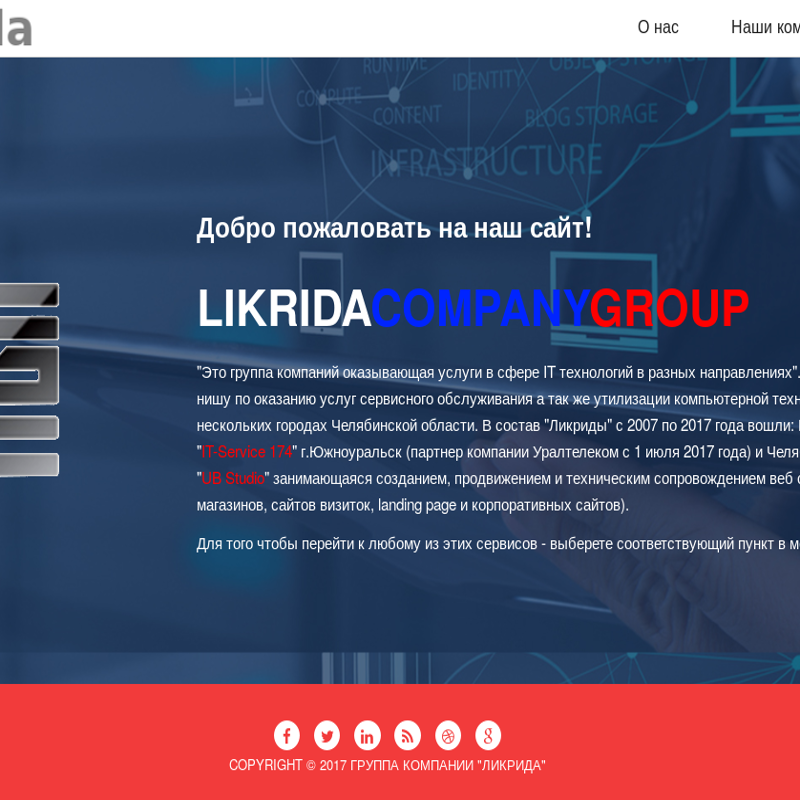 da
О нас
Наши ком
RUNTIME
OBJECT STORAGE
COMPUTE
IDENTITY
CONTENT
BLOG STORAGE
INFRASTRUCTURE
Добро пожаловать на наш сайт!
LIKRIDACOMPANYGROUP
"Это группа компаний оказывающая услуги в сфере IT технологий в разных направлениях".
нишу по оказанию услуг сервисного обслуживания а так же утилизации компьютерной техн
нескольких городах Челябинской области. В состав "Ликриды" с 2007 по 2017 года вошли:
"IT-Service 174" г.Южноуральск (партнер компании Уралтелеком с 1 июля 2017 года) и Челя
"UB Studio" занимающаяся созданием, продвижением и техническим сопровождением веб
магазинов, сайтов визиток, landing page и корпоративных сайтов).
Для того чтобы перейти к любому из этих сервисов - выберете соответствующий пункт в м
COPYRIGHT © 2017 ГРУППА КОМПАНИИ "ЛИКРИДА"